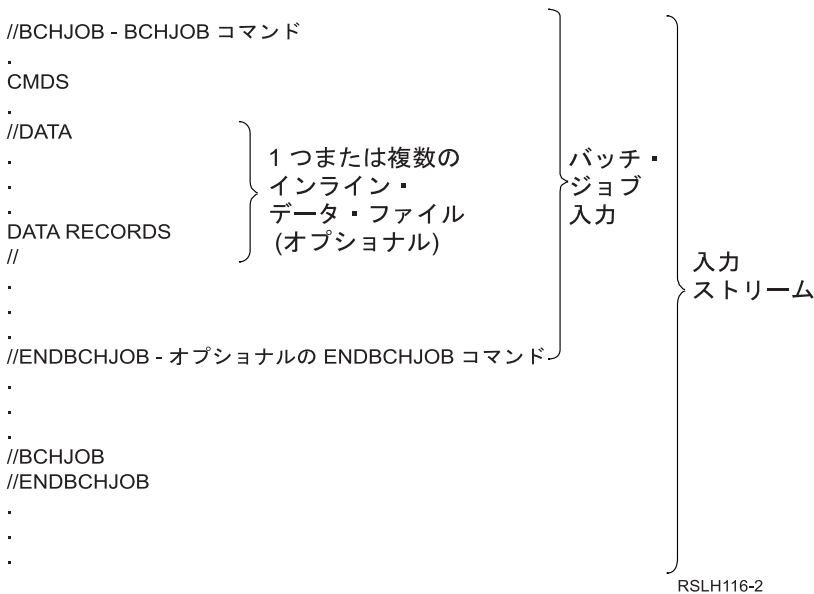 //BCHJOB - BCHJOB コマンド
.
CMDS
.
//DATA
.
.
.
DATA RECORDS
//
.
.
.
//ENDBCHJOB - オプショナルの ENDBCHJOB コマンド
.
.
.
//BCHJOB
//ENDBCHJOB
.
.
.
1 つまたは複数の
インライン・
データ・ファイル
(オプショナル)
バッチ・
ジョブ
入力
入力
ストリーム
RSLH116-2